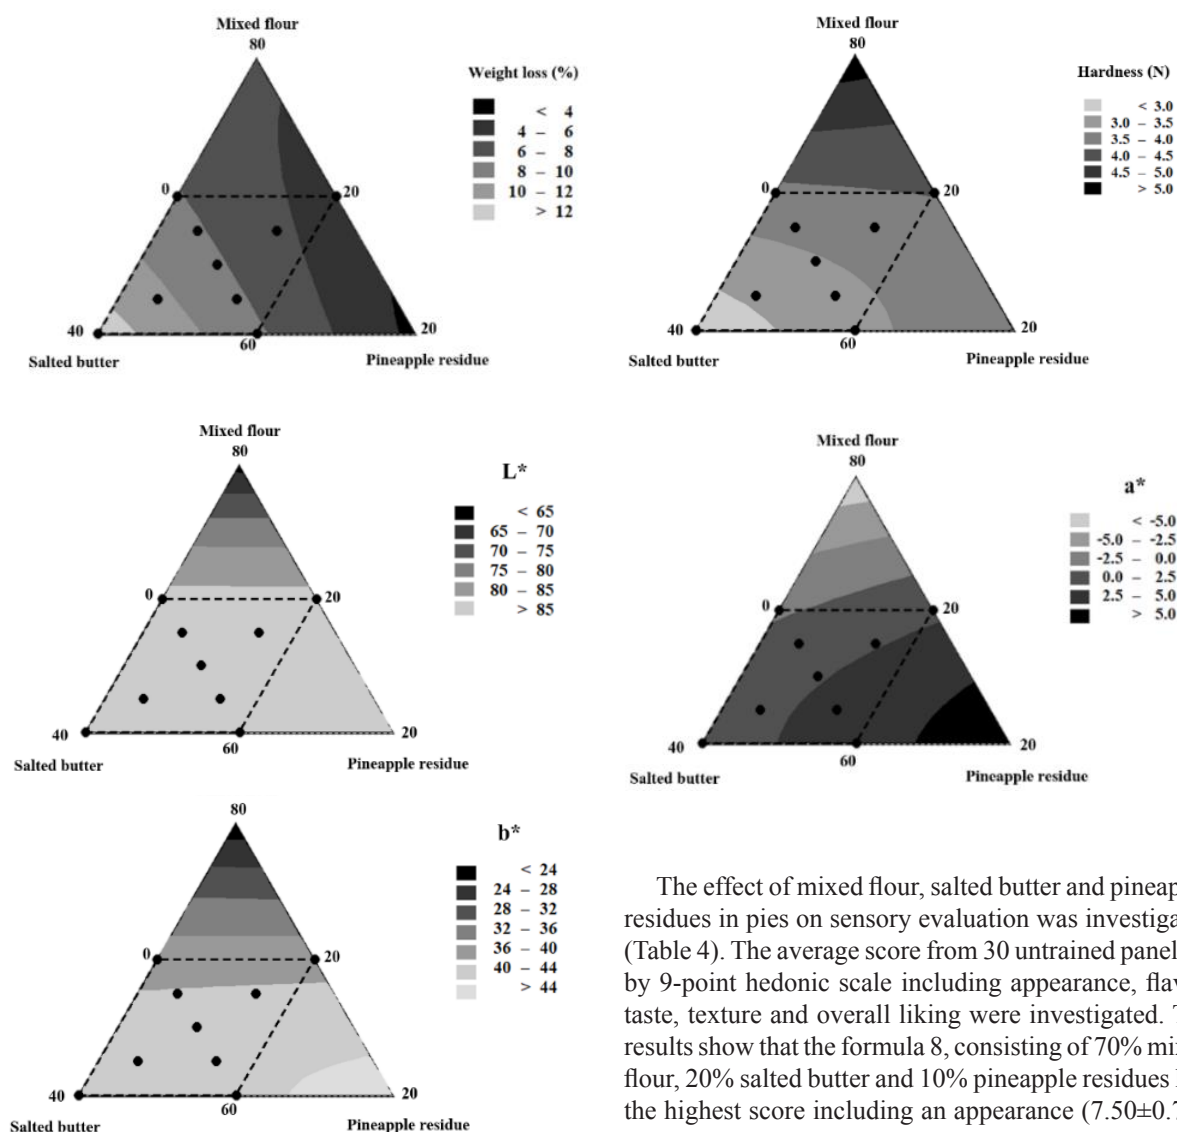 Mixed flour
80
Weight loss (%)
< 4
4 – 6
6 – 8
8 – 10
10 – 12
> 12
0
20
40
60
20
Salted butter
Pineapple residue
Mixed flour
80
Hardness (N)
< 3.0
3.0 – 3.5
3.5 – 4.0
4.0 – 4.5
4.5 – 5.0
> 5.0
0
20
40
60
20
Salted butter
Pineapple residue
Mixed flour
80
L*
< 65
65 – 70
70 – 75
75 – 80
80 – 85
> 85
0
20
40
60
20
Salted butter
Pineapple residue
Mixed flour
80
a*
< -5.0
-5.0 – -2.5
-2.5 – 0.0
0.0 – 2.5
2.5 – 5.0
> 5.0
0
20
40
60
20
Salted butter
Pineapple residue
80
b*
< 24
24 – 28
28 – 32
32 – 36
36 – 40
40 – 44
> 44
0
20
40
60
20
Salted butter
Pineapple residue
The effect of mixed flour, salted butter and pineap
residues in pies on sensory evaluation was investiga
(Table 4). The average score from 30 untrained panel
by 9-point hedonic scale including appearance, flav
taste, texture and overall liking were investigated. T
results show that the formula 8, consisting of 70% mi
flour, 20% salted butter and 10% pineapple residues
the highest score including an appearance (7.50±0.7